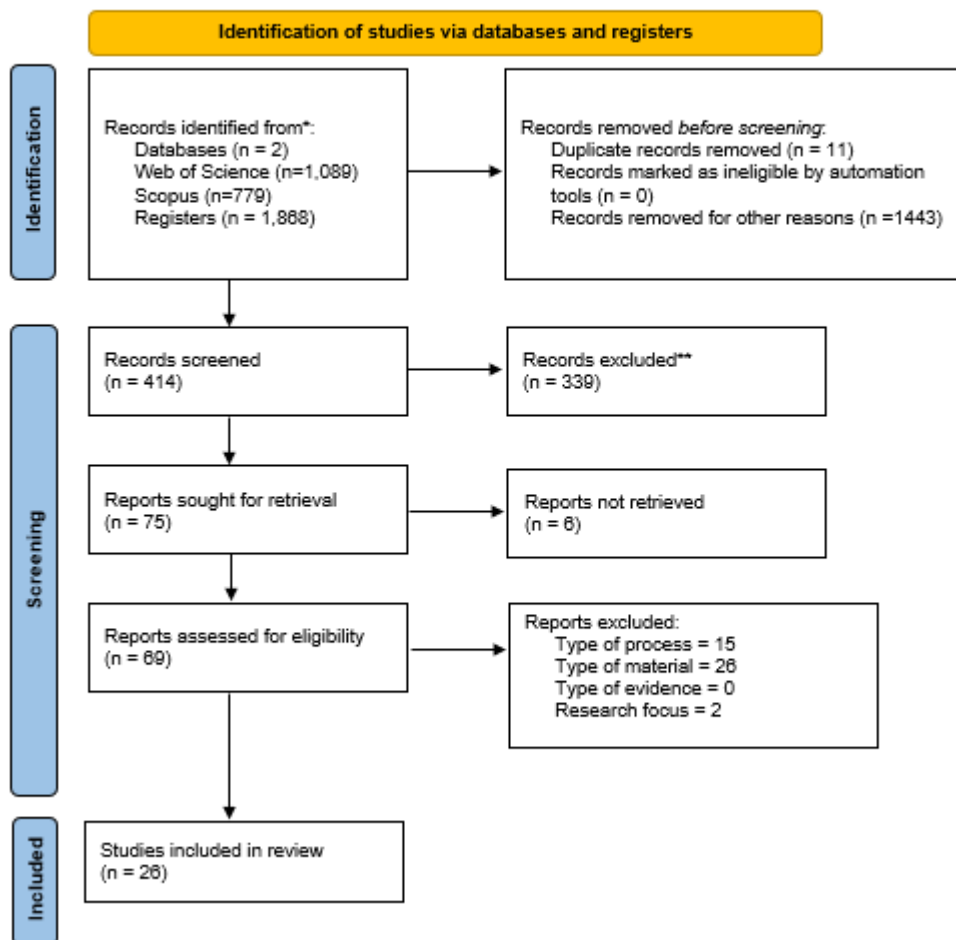 Identification of studies via databases and registers
Identification
Records identified from*:
Databases (n = 2)
Web of Science (n=1,089)
Scopus (n=779)
Registers (n = 1,868)
Records removed before screening:
Duplicate records removed (n = 11)
Records marked as ineligible by automation
tools (n = 0)
Records removed for other reasons (n =1443)
Screening
Records screened
(n = 414)
Records excluded**
(n = 339)
Reports sought for retrieval
(n = 75)
Reports not retrieved
(n = 6)
Reports assessed for eligibility
(n = 69)
Reports excluded:
Type of process = 15
Type of material = 26
Type of evidence = 0
Research focus = 2
Included
Studies included in review
(n = 26)